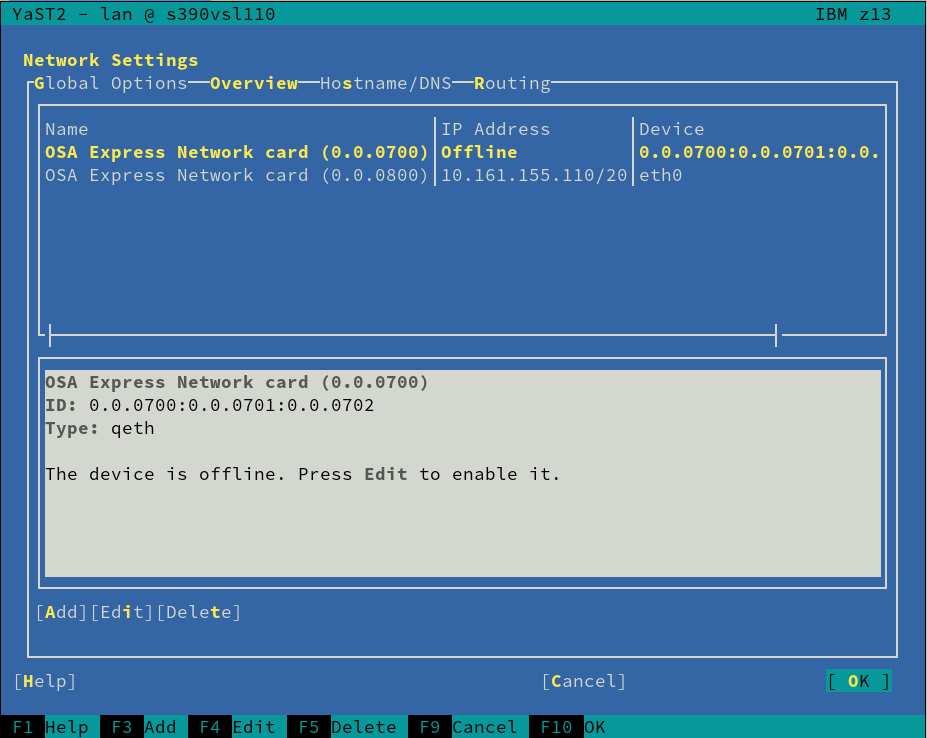 YaST2 - lan @ s390vsl110 IBM z13
Network Settings
Global Options Overview Hostname/DNS Routing
Name IP Address Device
OSA Express Network card (0.0.0700) Offline 0.0.0700:0.0.0701:0.0.
OSA Express Network card (0.0.0800) 10.161.155.110/20 eth0
OSA Express Network card (0.0.0700)
ID: 0.0.0700:0.0.0701:0.0.0702
Type: qeth
The device is offline. Press Edit to enable it.
[Add][Edit][Delete]
[Help] [Cancel] [ OK ]
F1 Help F3 Add F4 Edit F5 Delete F9 Cancel F10 OK